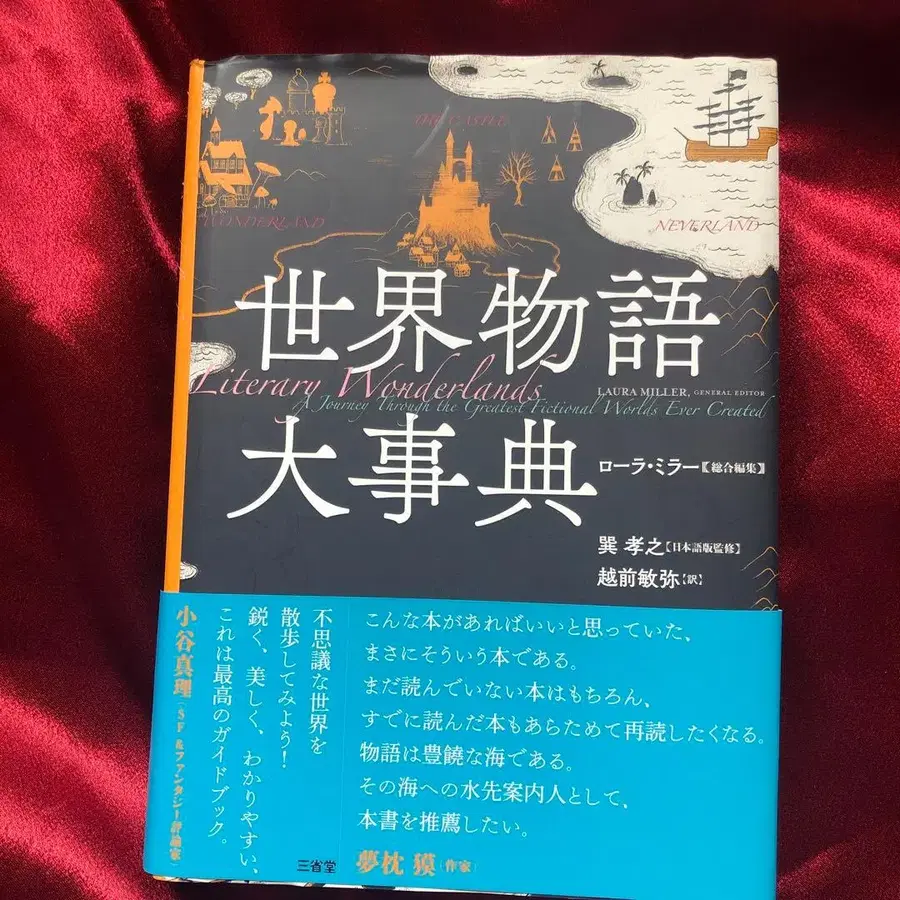 THE CASTLE
WONDERLAND
NEVERLAND
世界物語
Literary Wonderlands
LAURA MILLER, GENERAL EDITOR
A Journey Through the Greatest Fictional Worlds Ever Created
大事典
ローラ・ミラー【総合編集】
巽 孝之【日本語版監修】
越前敏弥【訳】
こんな本があればいいと思っていた、
まさにそういう本である。
まだ読んでいない本はもちろん、
すでに読んだ本もあらためて再読したくなる。
物語は豊饒な海である。
その海への水先案内人として、
本書を推薦したい。
夢枕 獏(作家)
不思議な世界を
散歩してみよう!
鋭く、美しく、わかりやすい、
これは最高のガイドブック。
小谷真理(SF&ファンタジー評論家)
三省堂